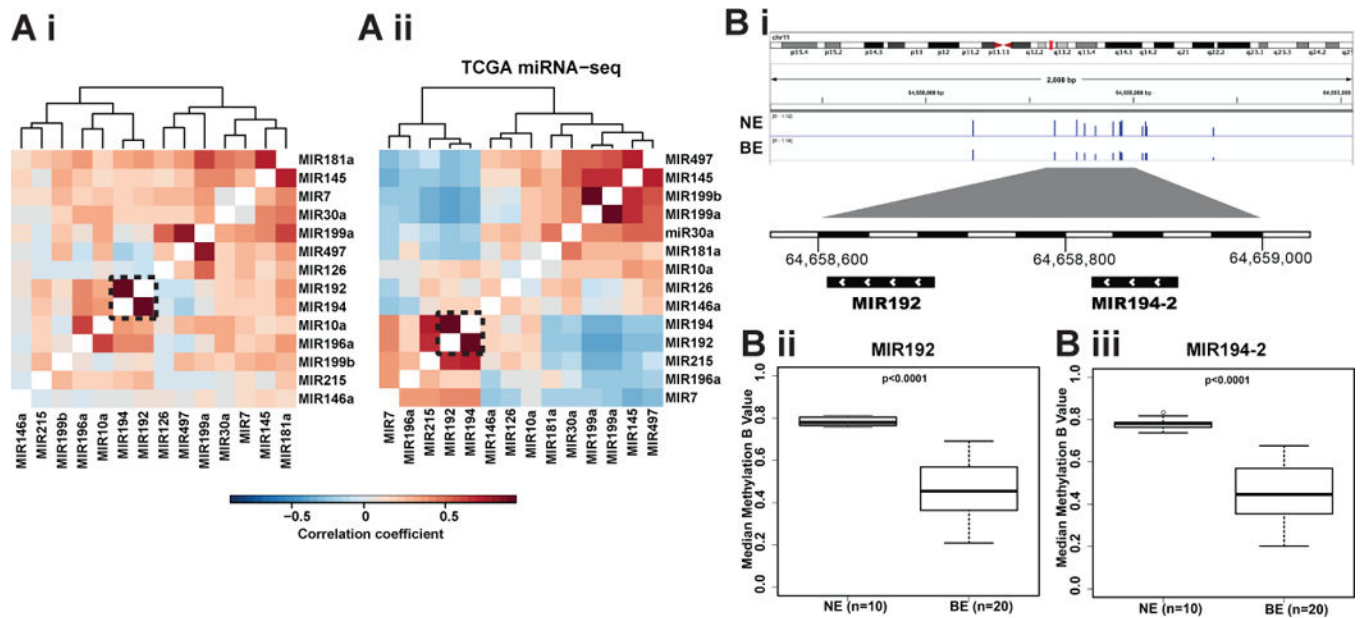 A i
A ii
TCGA miRNA-seq
MIR181a
MIR145
MIR7
MIR30a
MIR199a
MIR497
MIR126
MIR192
MIR194
MIR10a
MIR196a
MIR199b
MIR215
MIR146a
MIR146a
MIR215
MIR199b
MIR196a
MIR10a
MIR194
MIR192
MIR126
MIR497
MIR199a
MIR30a
MIR7
MIR145
MIR181a
MIR497
MIR145
MIR199b
MIR199a
miR30a
MIR181a
MIR10a
MIR126
MIR146a
MIR194
MIR192
MIR215
MIR196a
MIR7
MIR7
MIR196a
MIR215
MIR192
MIR194
MIR146a
MIR126
MIR10a
MIR181a
MIR30a
MIR199a
MIR199a
MIR145
MIR497
−0.5 0 0.5
Correlation coefficient
B i
chr11
NE
BE
64,658,600 64,658,800 64,659,000
MIR192 MIR194-2
B ii
MIR192
p<0.0001
Median Methylation B Value
0.0 0.2 0.4 0.6 0.8 1.0
NE (n=10) BE (n=20)
B iii
MIR194-2
p<0.0001
Median Methylation B Value
0.0 0.2 0.4 0.6 0.8 1.0
NE (n=10) BE (n=20)